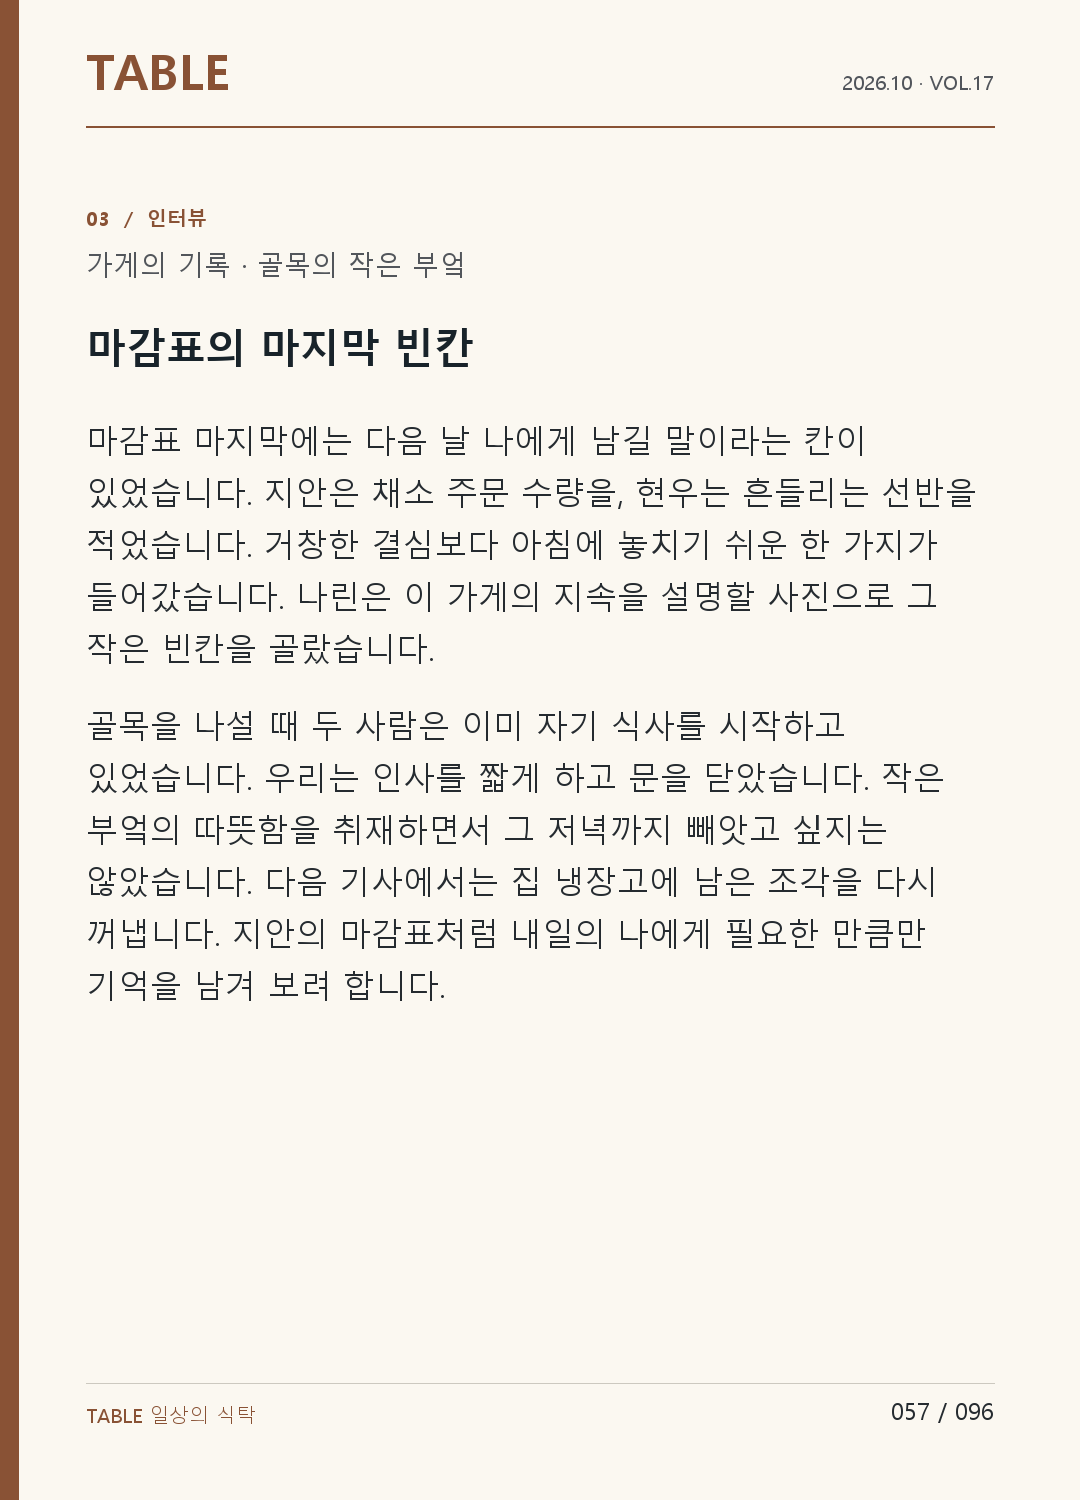 TABLE
2026.10 · VOL.17
03 / 인터뷰
가게의 기록 · 골목의 작은 부엌
마감표의 마지막 빈칸
마감표 마지막에는 다음 날 나에게 남길 말이라는 칸이
있었습니다. 지안은 채소 주문 수량을, 현우는 흔들리는 선반을
적었습니다. 거창한 결심보다 아침에 놓치기 쉬운 한 가지가
들어갔습니다. 나린은 이 가게의 지속을 설명할 사진으로 그
작은 빈칸을 골랐습니다.
골목을 나설 때 두 사람은 이미 자기 식사를 시작하고
있었습니다. 우리는 인사를 짧게 하고 문을 닫았습니다. 작은
부엌의 따뜻함을 취재하면서 그 저녁까지 빼앗고 싶지는
않았습니다. 다음 기사에서는 집 냉장고에 남은 조각을 다시
꺼냅니다. 지안의 마감표처럼 내일의 나에게 필요한 만큼만
기억을 남겨 보려 합니다.
TABLE 일상의 식탁
057 / 096